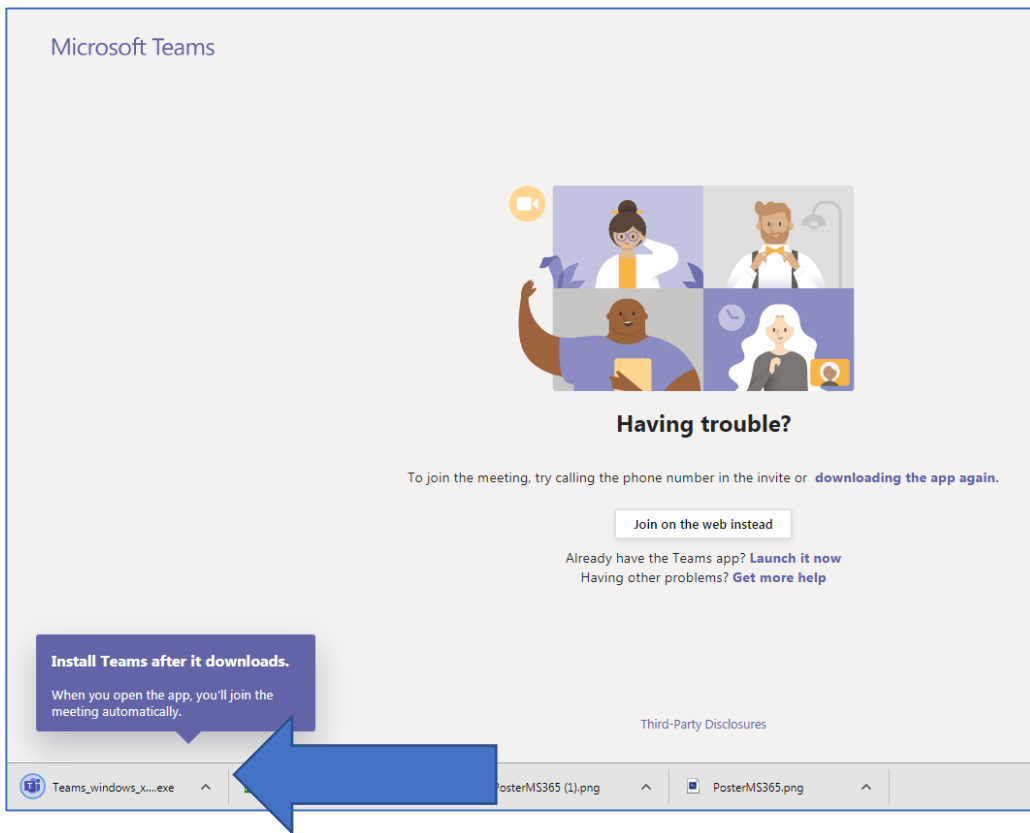 Microsoft Teams
Having trouble?
To join the meeting, try calling the phone number in the invite or downloading the app again.
Join on the web instead
Already have the Teams app? Launch it now
Having other problems? Get more help
Install Teams after it downloads.
When you open the app, you'll join the
meeting automatically.
Third-Party Disclosures
Teams_windows_x....exe
PosterMS365 (1).png
PosterMS365.png